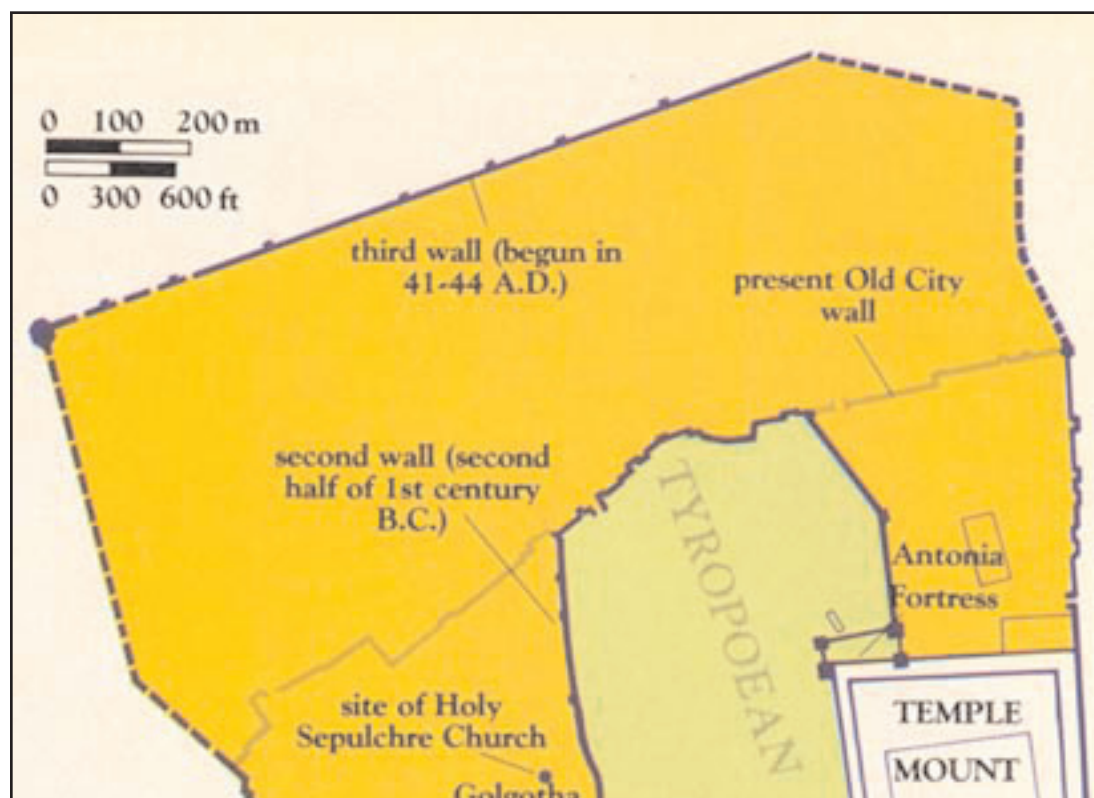 0 100 200 m
0 300 600 ft
third wall (begun in
41-44 A.D.)
present Old City
wall
second wall (second
half of 1st century
B.C.)
TYROPOEAN
Antonia
Fortress
site of Holy
Sepulchre Church
Golgotha
TEMPLE
MOUNT